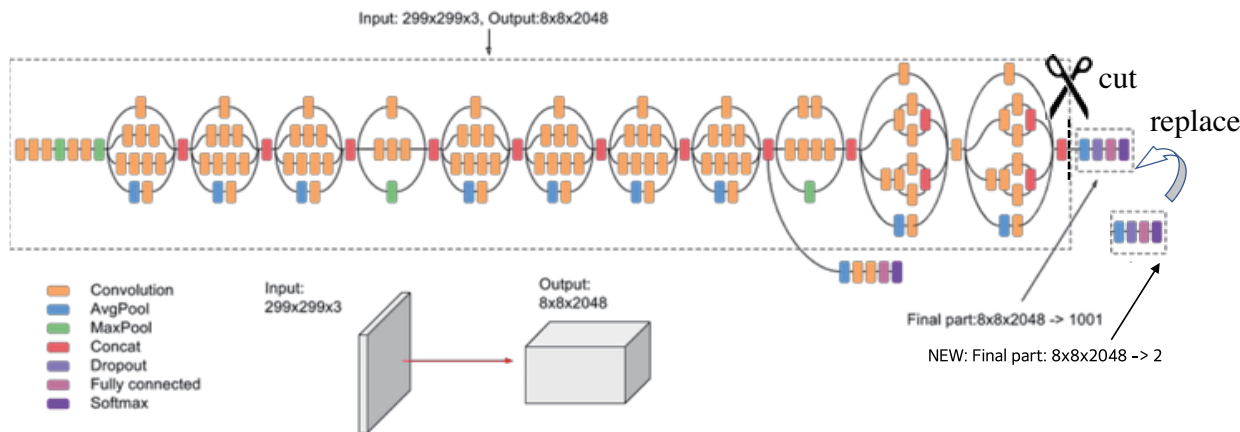 Input: 299x299x3, Output:8x8x2048
cut
replace
Convolution
AvgPool
MaxPool
Concat
Dropout
Fully connected
Softmax
Input:
299x299x3
Output:
8x8x2048
Final part:8x8x2048 -> 1001
NEW: Final part: 8x8x2048 -> 2